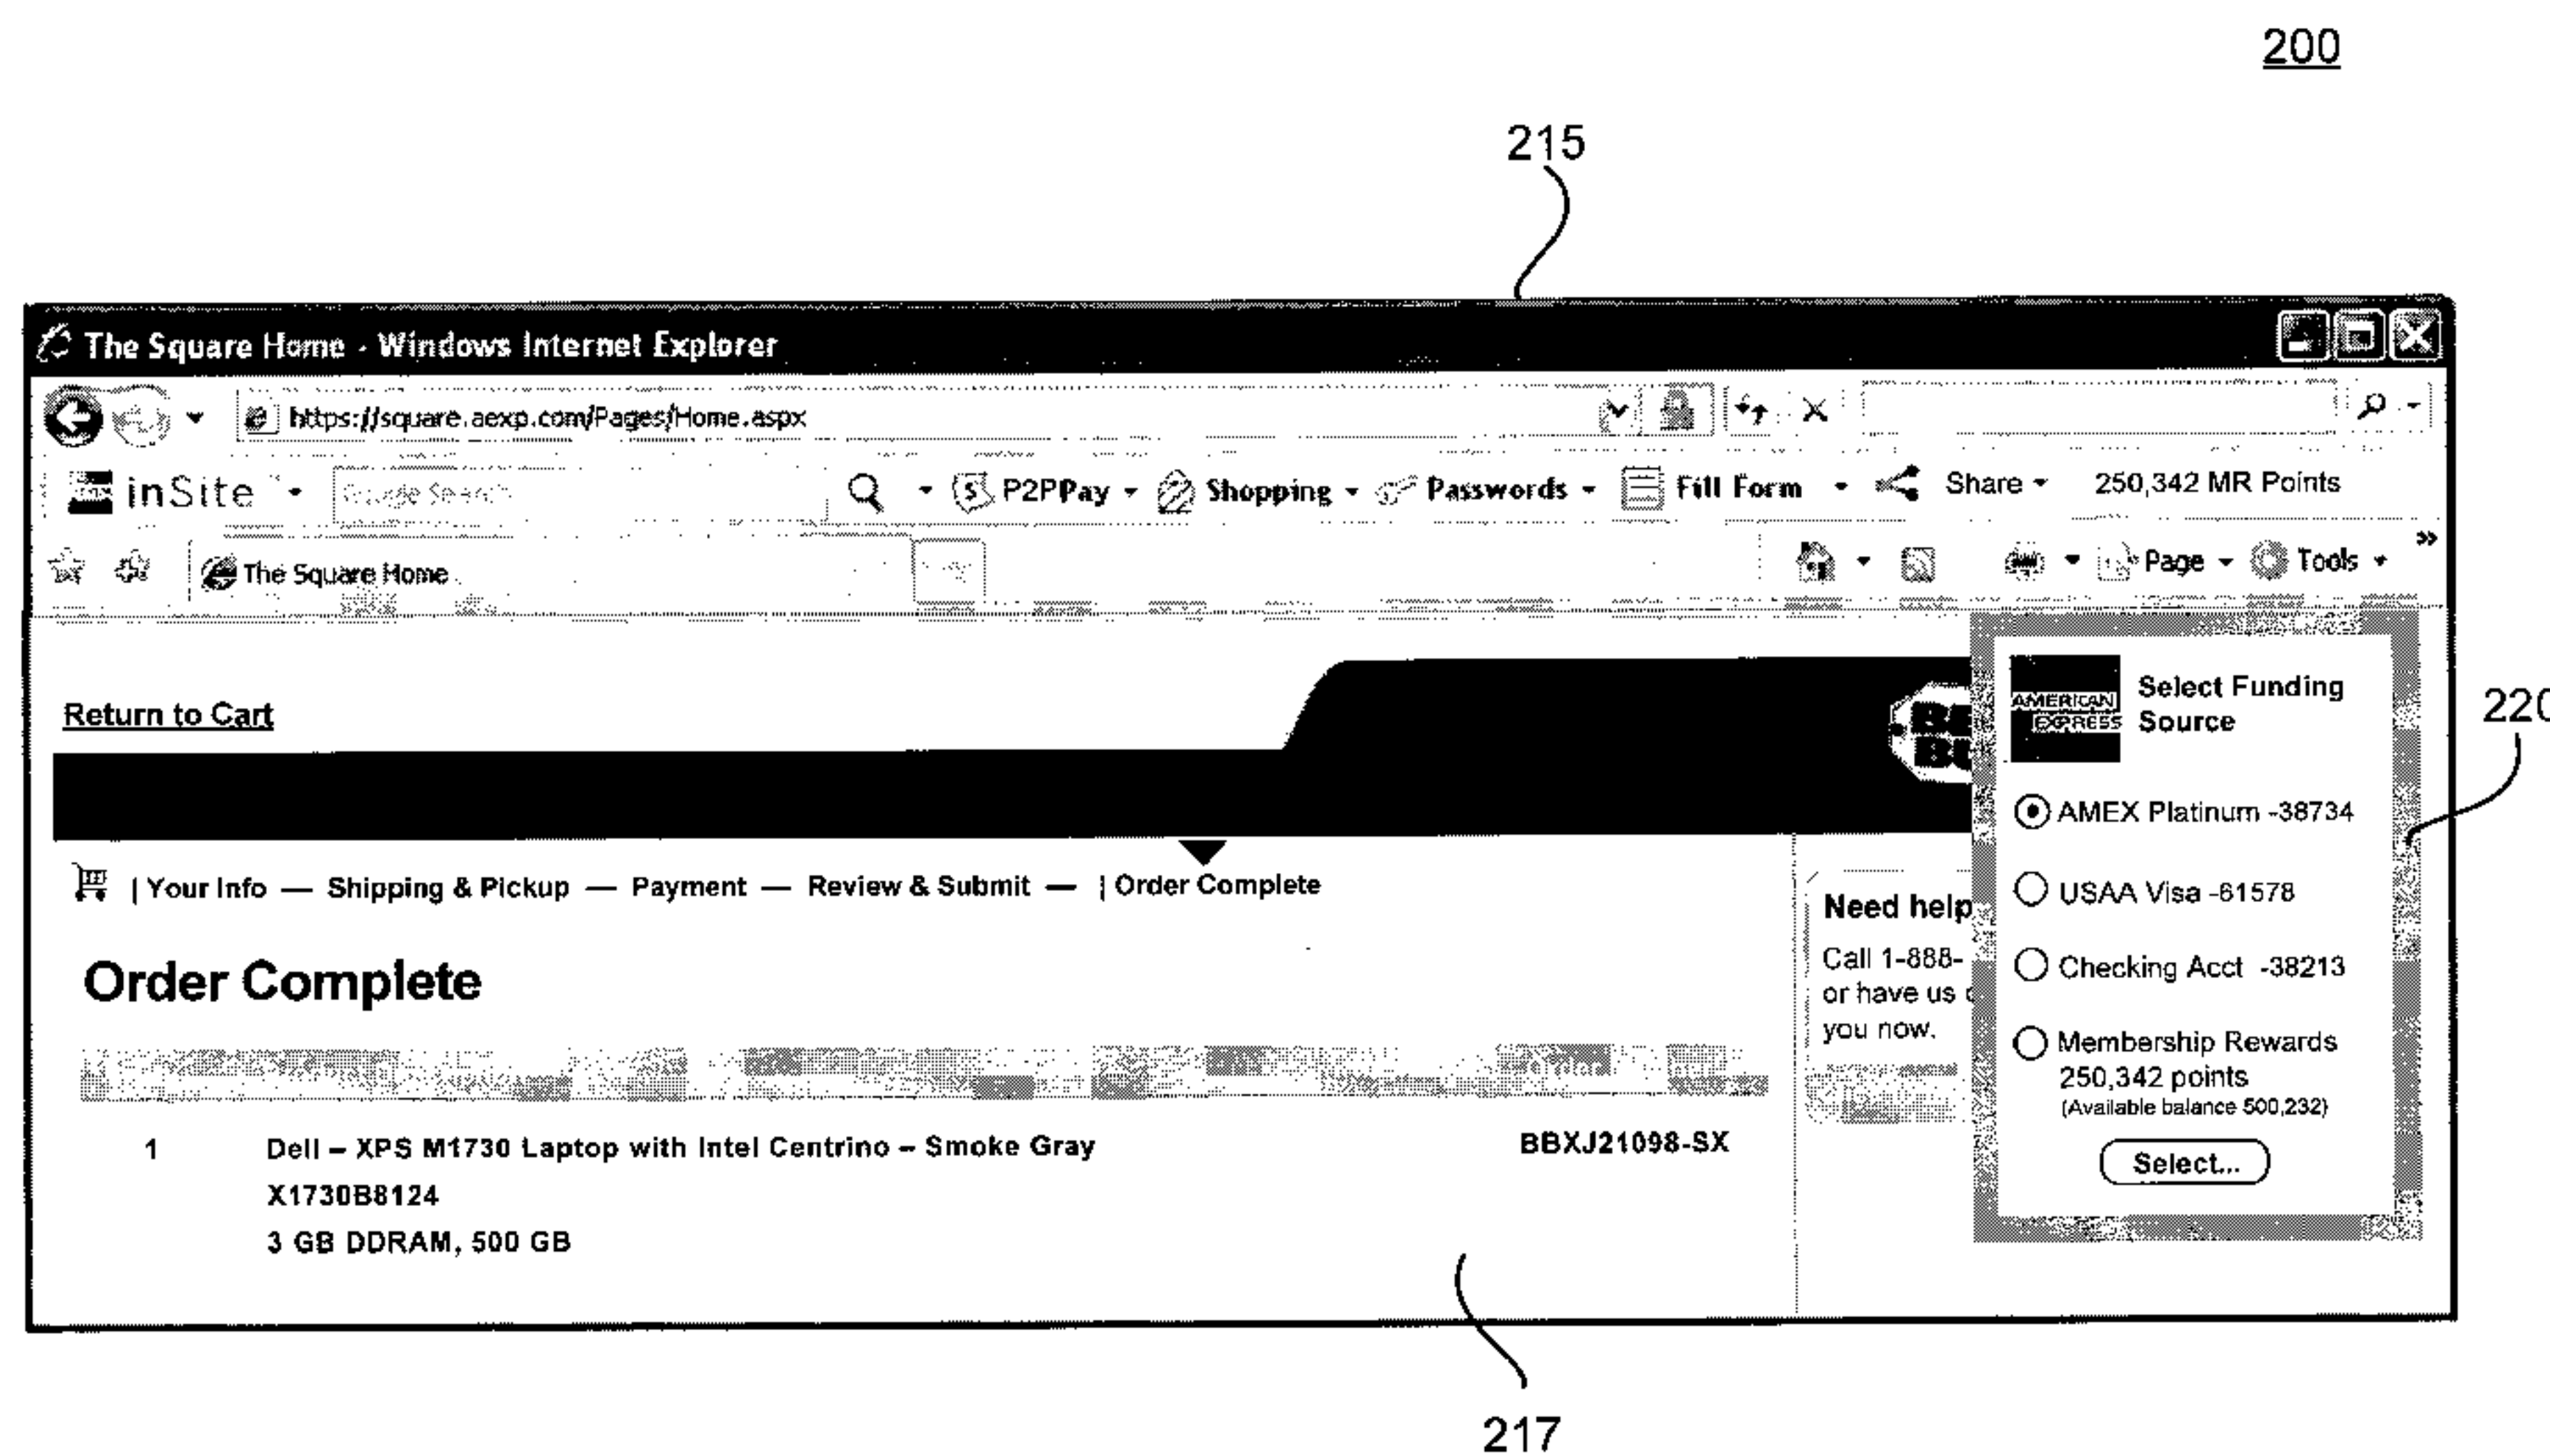 200
215
The Square Home - Windows Internet Explorer
https://square.aexp.com/Pages/Home.aspx
inSite Google Search P2PPay Shopping Passwords Fill Form Share 250,342 MR Points
The Square Home Page Tools »
Return to Cart
AMERICAN EXPRESS
Select Funding
Source
220
AMEX Platinum -38734
USAA Visa -61578
Checking Acct -38213
Membership Rewards
250,342 points
(Available balance 500,232)
Select...
| Your Info — Shipping & Pickup — Payment — Review & Submit — | Order Complete
Need help
Call 1-888-
or have us
you now.
Order Complete
1 Dell – XPS M1730 Laptop with Intel Centrino – Smoke Gray BBXJ21098-SX
X1730B8124
3 GB DDRAM, 500 GB
217